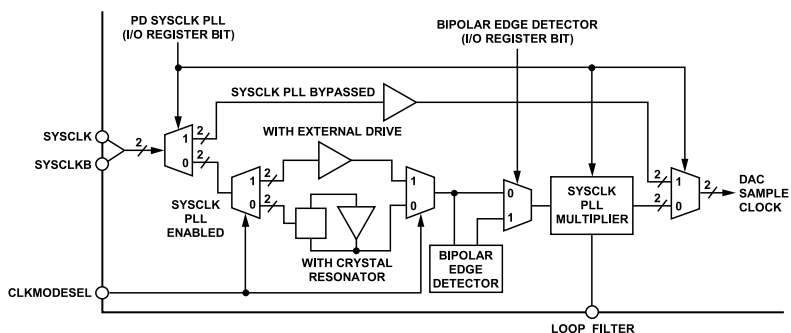 PD SYSCLK PLL
(I/O REGISTER BIT)
BIPOLAR EDGE DETECTOR
(I/O REGISTER BIT)
SYSCLK PLL BYPASSED
2
2
SYSCLK
SYSCLKB
2
1
0
2
WITH EXTERNAL DRIVE
2
1
0
2
1
0
SYSCLK
PLL
ENABLED
WITH CRYSTAL
RESONATOR
0
1
BIPOLAR
EDGE
DETECTOR
SYSCLK
PLL
MULTIPLIER
2
1
0
2
DAC
SAMPLE
CLOCK
CLKMODESEL
LOOP FILTER